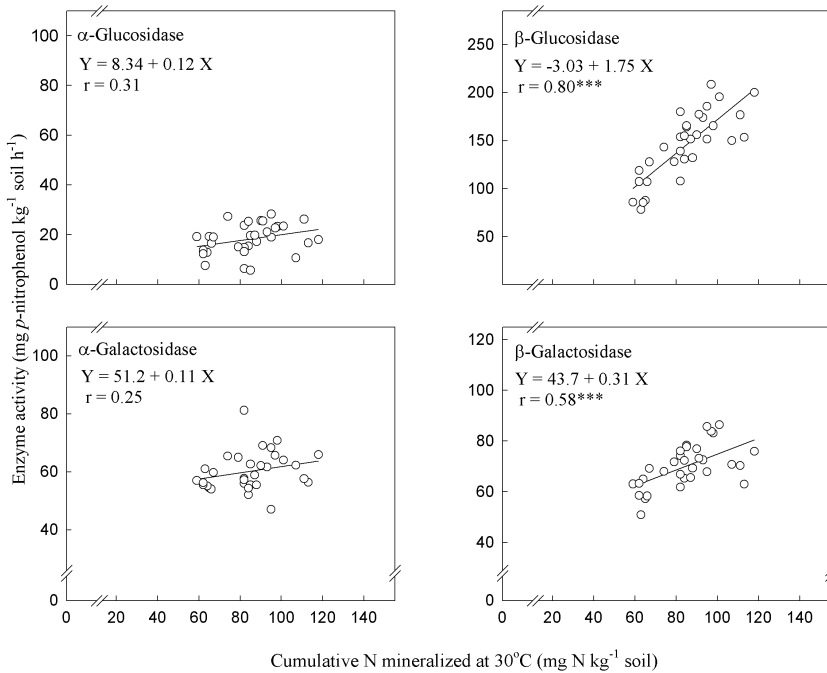 Enzyme activity (mg p-nitrophenol kg⁻¹ soil h⁻¹)
α-Glucosidase
Y = 8.34 + 0.12 X
r = 0.31
100
80
60
40
20
0
β-Glucosidase
Y = -3.03 + 1.75 X
r = 0.80***
250
200
150
100
50
α-Galactosidase
Y = 51.2 + 0.11 X
r = 0.25
100
80
60
40
0
0 20 40 60 80 100 120 140
β-Galactosidase
Y = 43.7 + 0.31 X
r = 0.58***
120
100
80
60
40
0
0 20 40 60 80 100 120 140
Cumulative N mineralized at 30°C (mg N kg⁻¹ soil)